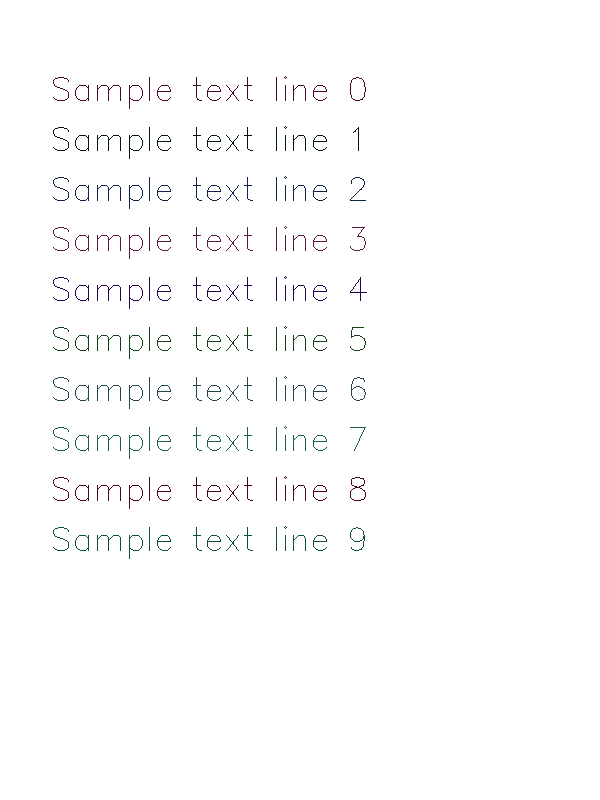 Sample text line 0
Sample text line 1
Sample text line 2
Sample text line 3
Sample text line 4
Sample text line 5
Sample text line 6
Sample text line 7
Sample text line 8
Sample text line 9